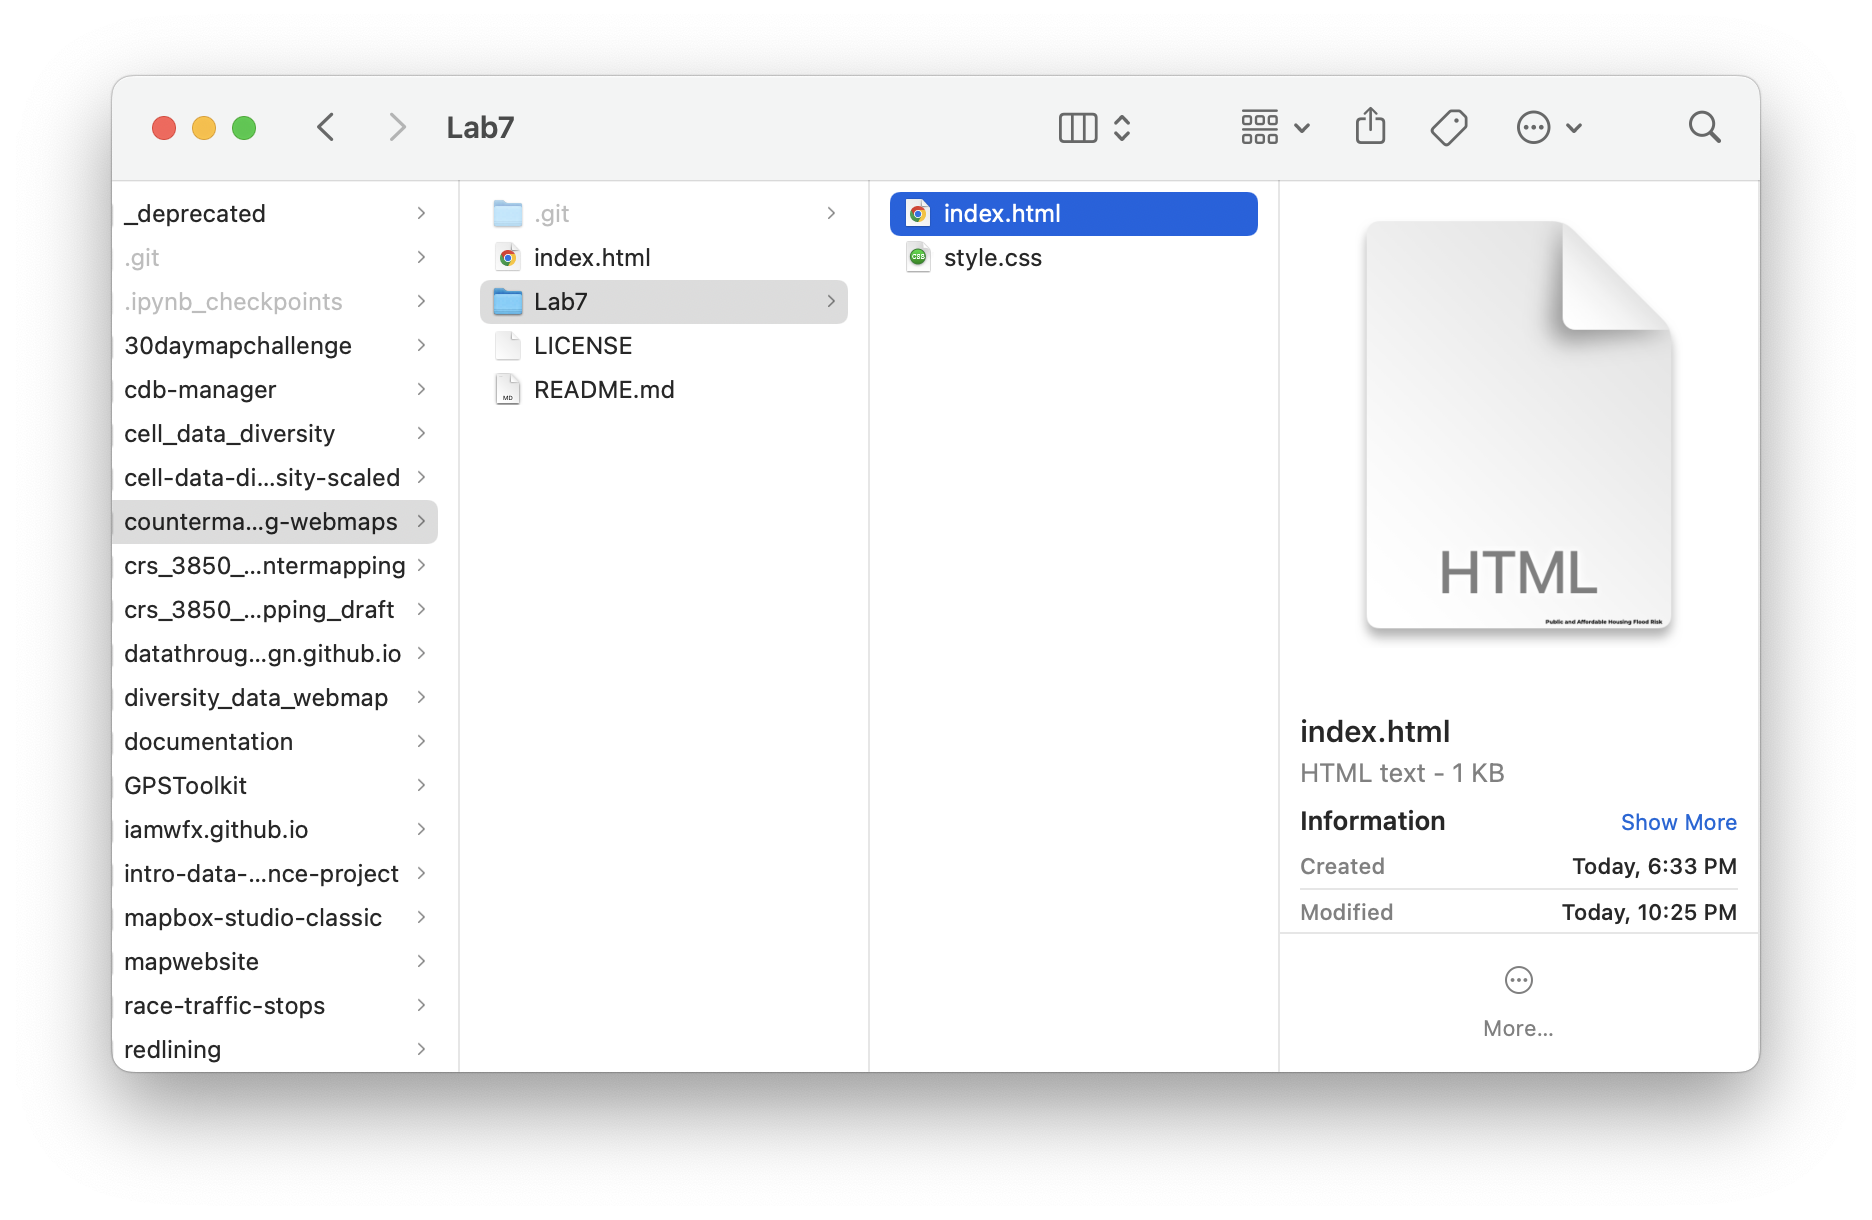 Lab7
_deprecated
.git
.ipynb_checkpoints
30daymapchallenge
cdb-manager
cell_data_diversity
cell-data-di...sity-scaled
counterma...g-webmaps
crs_3850_...ntermapping
crs_3850_...pping_draft
datathroug...gn.github.io
diversity_data_webmap
documentation
GPSToolkit
iamwfx.github.io
intro-data-...nce-project
mapbox-studio-classic
mapwebsite
race-traffic-stops
redlining
.git
index.html
Lab7
LICENSE
MD
README.md
index.html
CSS
style.css
HTML
Public and Affordable Housing Flood Risk
index.html
HTML text - 1 KB
Information Show More
Created Today, 6:33 PM
Modified Today, 10:25 PM
More...